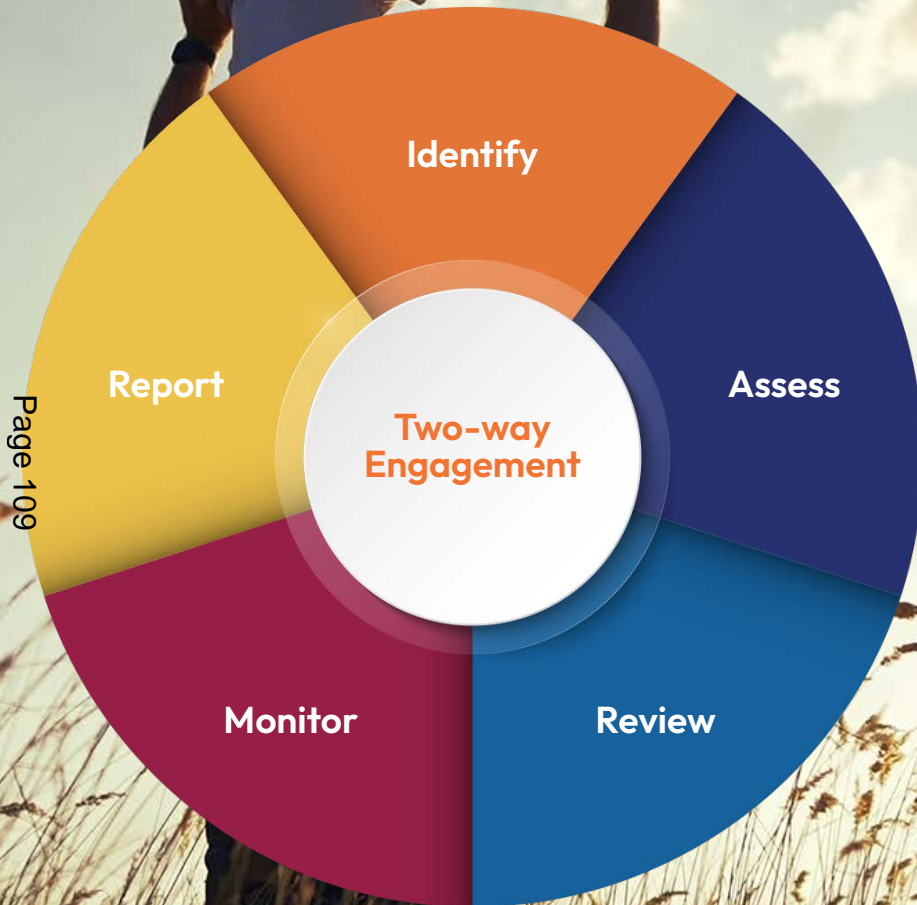 Identify
Assess
Review
Monitor
Report
Two-way
Engagement
Page 109